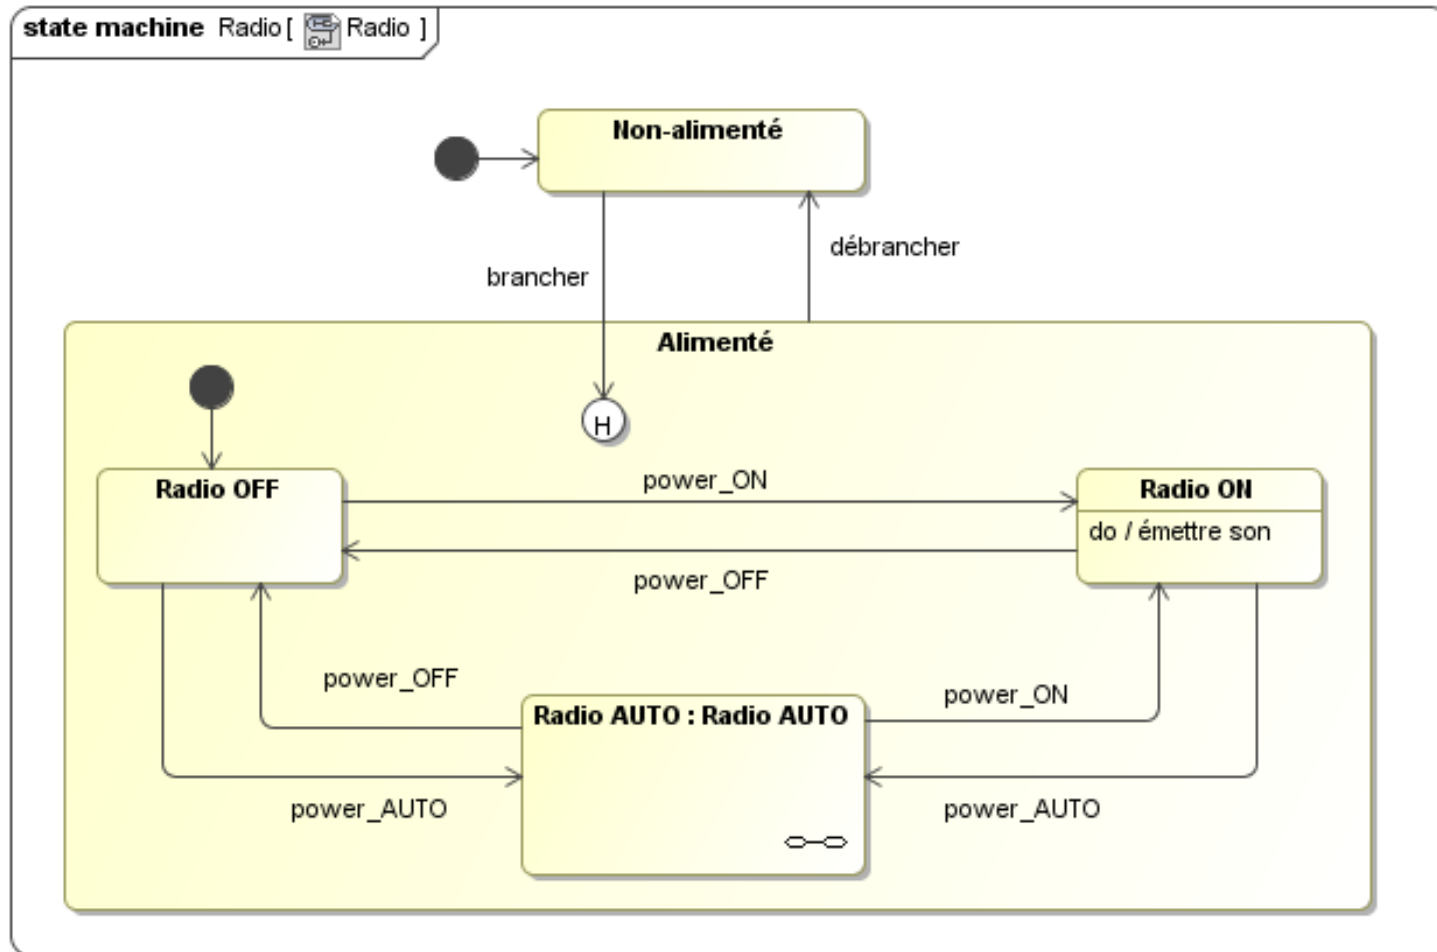 state machine Radio [ Radio ]
Non-alimenté
débrancher
brancher
Alimenté
H
Radio OFF
power_ON
Radio ON
do / émettre son
power_OFF
power_OFF
power_ON
Radio AUTO : Radio AUTO
power_AUTO
power_AUTO